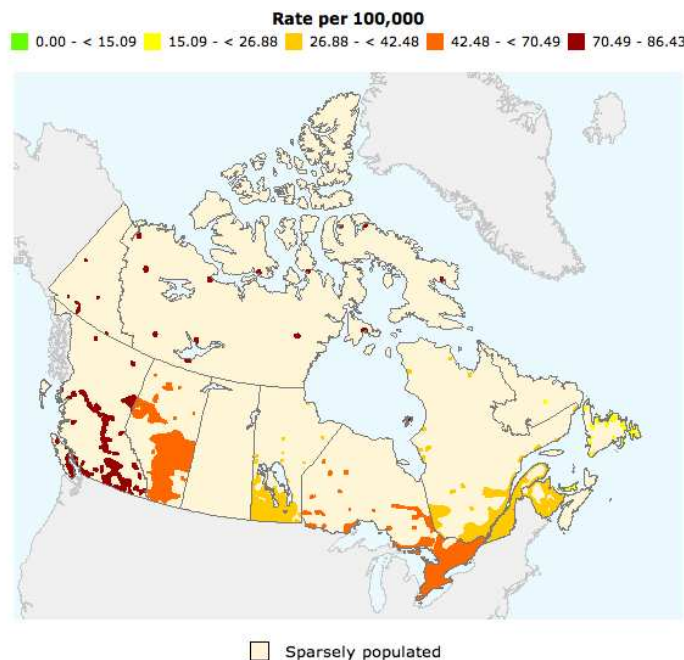 Rate per 100,000
0.00 - < 15.09 15.09 - < 26.88 26.88 - < 42.48 42.48 - < 70.49 70.49 - 86.43
Sparsely populated